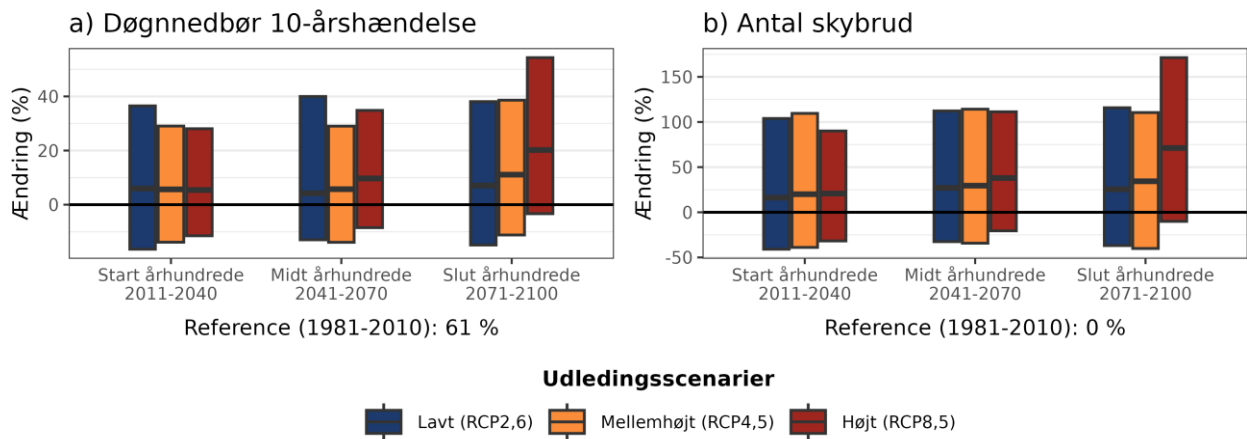 a) Døgnnedbør 10-årshændelse
Ændring (%)
40
20
0
Start århundrede
2011-2040
Midt århundrede
2041-2070
Slut århundrede
2071-2100
Reference (1981-2010): 61 %
b) Antal skybrud
Ændring (%)
150
100
50
0
-50
Start århundrede
2011-2040
Midt århundrede
2041-2070
Slut århundrede
2071-2100
Reference (1981-2010): 0 %
Udledingsscenarier
Lavt (RCP2,6)
Mellemhøjt (RCP4,5)
Højt (RCP8,5)